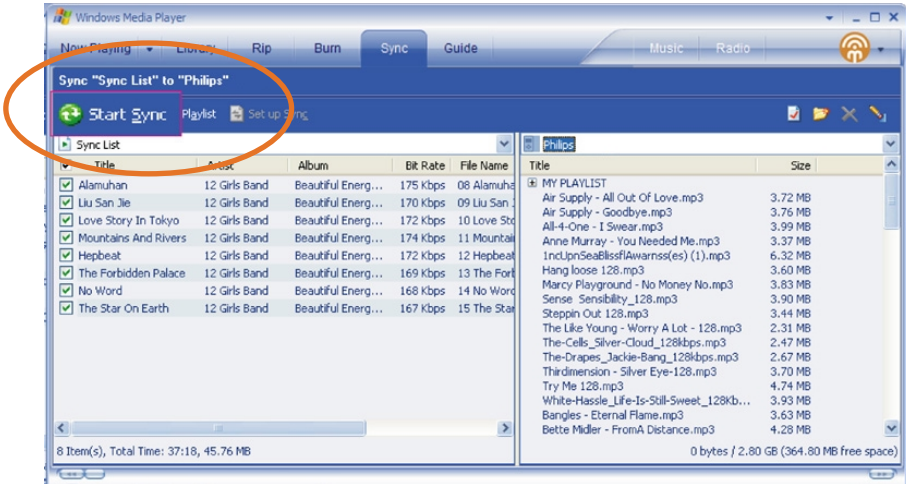 Windows Media Player
Now Playing Library Rip Burn Sync Guide Music Radio
Sync "Sync List" to "Philips"
Start Sync Playlist Set up Sync
Sync List
Philips
Title Artist Album Bit Rate File Name
Alamuhan 12 Girls Band Beautiful Energ... 175 Kbps 08 Alamuha
Liu San Jie 12 Girls Band Beautiful Energ... 170 Kbps 09 Liu San
Love Story In Tokyo 12 Girls Band Beautiful Energ... 172 Kbps 10 Love Sto
Mountains And Rivers 12 Girls Band Beautiful Energ... 174 Kbps 11 Mountai
Hepbeat 12 Girls Band Beautiful Energ... 172 Kbps 12 Hepbeat
The Forbidden Palace 12 Girls Band Beautiful Energ... 169 Kbps 13 The Forb
No Word 12 Girls Band Beautiful Energ... 168 Kbps 14 No Word
The Star On Earth 12 Girls Band Beautiful Energ... 167 Kbps 15 The Star
Title Size
MY PLAYLIST
Air Supply - All Out Of Love.mp3 3.72 MB
Air Supply - Goodbye.mp3 3.76 MB
All-4-One - I Swear.mp3 3.99 MB
Anne Murray - You Needed Me.mp3 3.37 MB
1ncUpnSeaBlissflAwarnss(es) (1).mp3 6.32 MB
Hang loose 128.mp3 3.60 MB
Marcy Playground - No Money No.mp3 3.83 MB
Sense Sensibility_128.mp3 3.90 MB
Steppin Out 128.mp3 3.44 MB
The Like Young - Worry A Lot - 128.mp3 2.31 MB
The-Cells_Silver-Cloud_128kbps.mp3 2.47 MB
The-Drapes_Jackie-Bang_128kbps.mp3 2.67 MB
Thirdimension - Silver Eye-128.mp3 3.70 MB
Try Me 128.mp3 4.74 MB
White-Hassle_Life-Is-Still-Sweet_128Kb... 3.93 MB
Bangles - Eternal Flame.mp3 3.63 MB
Bette Midler - FromA Distance.mp3 4.28 MB
8 Item(s), Total Time: 37:18, 45.76 MB
0 bytes / 2.80 GB (364.80 MB free space)